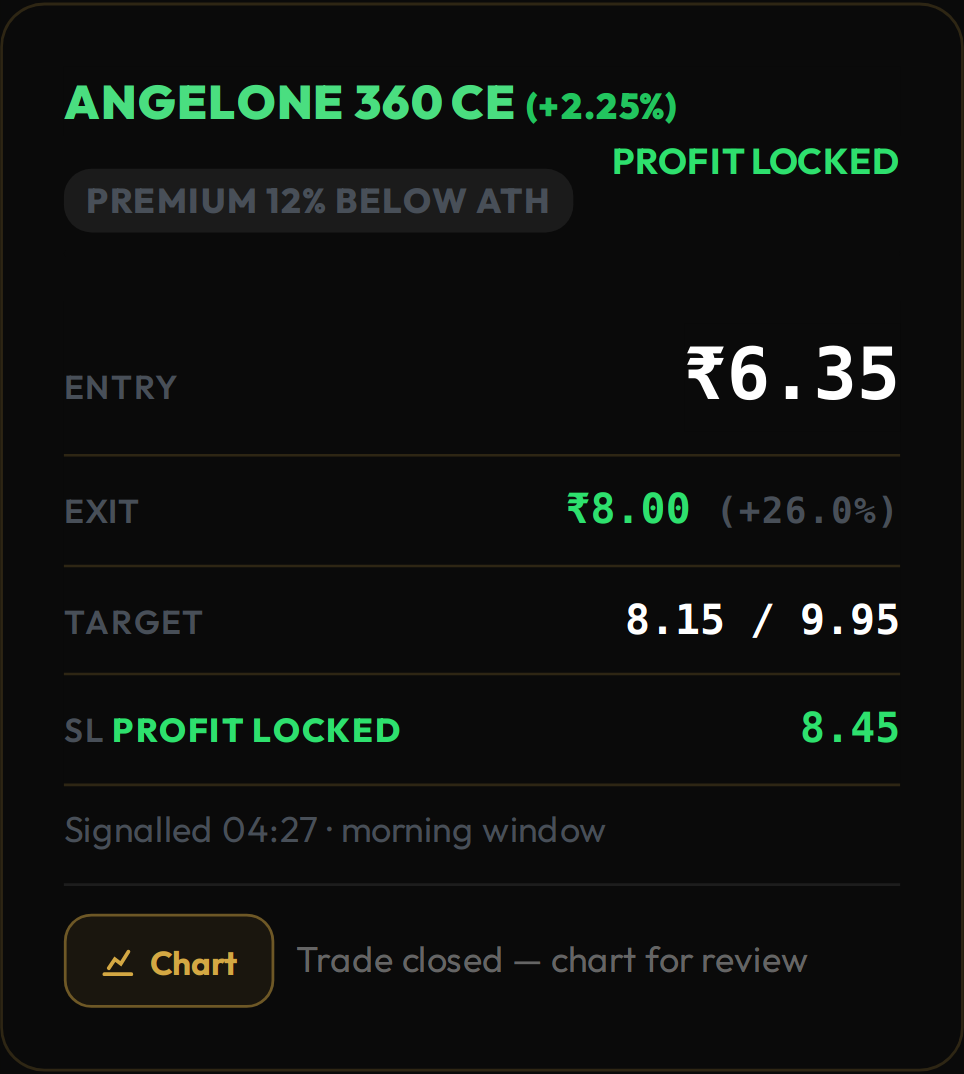 ANGELONE 360 CE (+2.25%)
PROFIT LOCKED
PREMIUM 12% BELOW ATH
ENTRY ₹6.35
EXIT ₹8.00 (+26.0%)
TARGET 8.15 / 9.95
SL PROFIT LOCKED 8.45
Signalled 04:27 · morning window
Chart Trade closed — chart for review